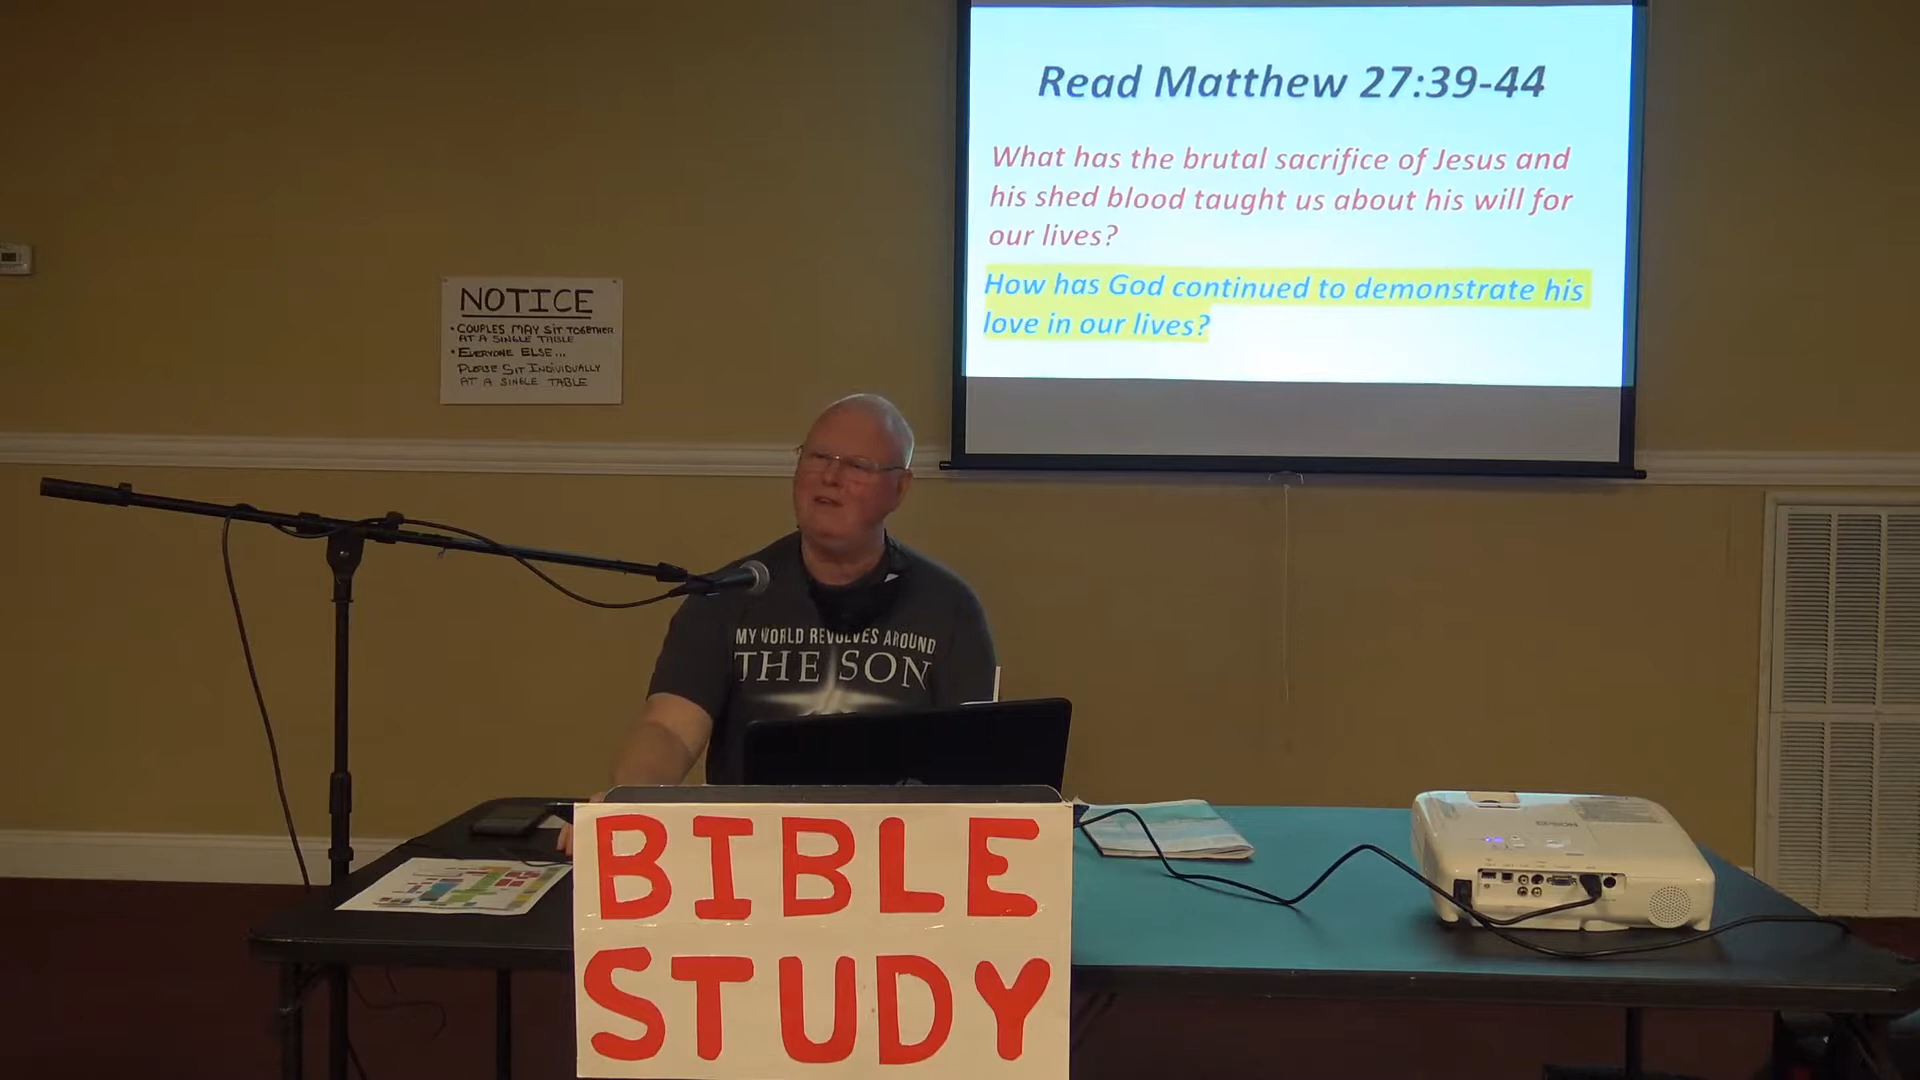 Read Matthew 27:39-44
What has the brutal sacrifice of Jesus and
his shed blood taught us about his will for
our lives?
How has God continued to demonstrate his
love in our lives?
NOTICE
• COUPLES MAY SIT TOGETHER
AT A SINGLE TABLE
• EVERYONE ELSE...
PLEASE SIT INDIVIDUALLY
AT A SINGLE TABLE
MY WORLD REVOLVES AROUND
THE SON
EPSON
BIBLE
STUDY